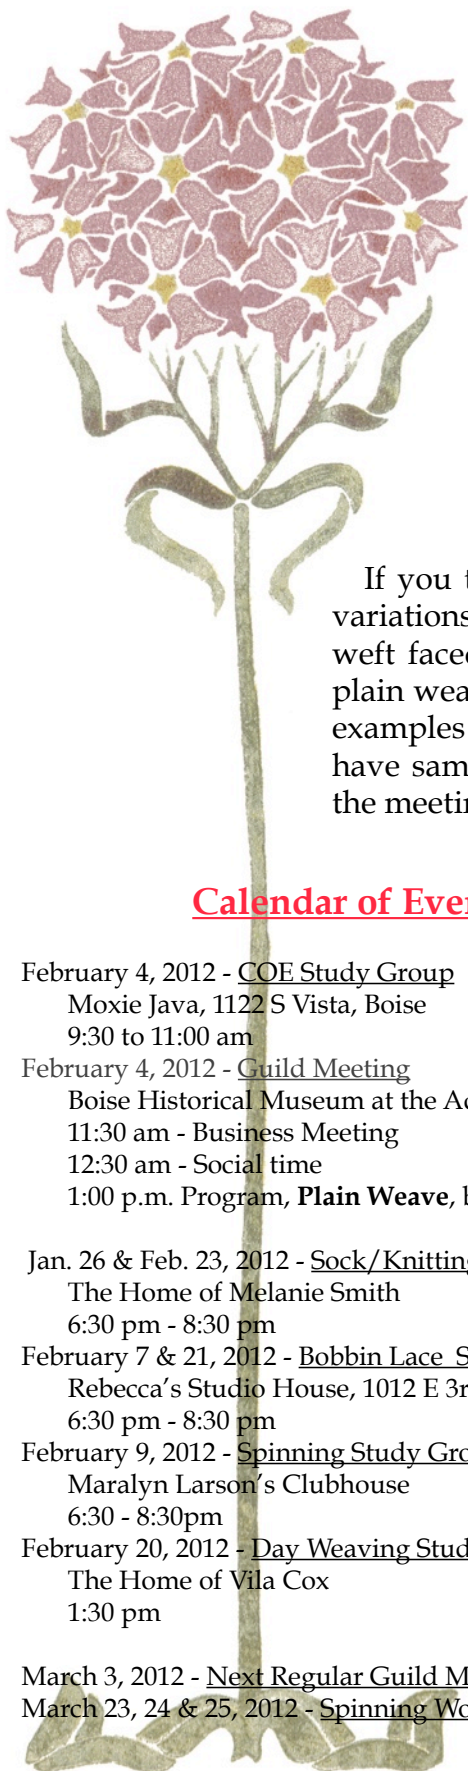 If you t
variations
weft faced
plain wea
examples
have sam
the meetin
Calendar of Even
February 4, 2012 - COE Study Group
Moxie Java, 1122 S Vista, Boise
9:30 to 11:00 am
February 4, 2012 - Guild Meeting
Boise Historical Museum at the Ad
11:30 am - Business Meeting
12:30 am - Social time
1:00 p.m. Program, Plain Weave, b
Jan. 26 & Feb. 23, 2012 - Sock/Knitting
The Home of Melanie Smith
6:30 pm - 8:30 pm
February 7 & 21, 2012 - Bobbin Lace S
Rebecca's Studio House, 1012 E 3r
6:30 pm - 8:30 pm
February 9, 2012 - Spinning Study Gro
Maralyn Larson's Clubhouse
6:30 - 8:30pm
February 20, 2012 - Day Weaving Stud
The Home of Vila Cox
1:30 pm
March 3, 2012 - Next Regular Guild M
March 23, 24 & 25, 2012 - Spinning Wo